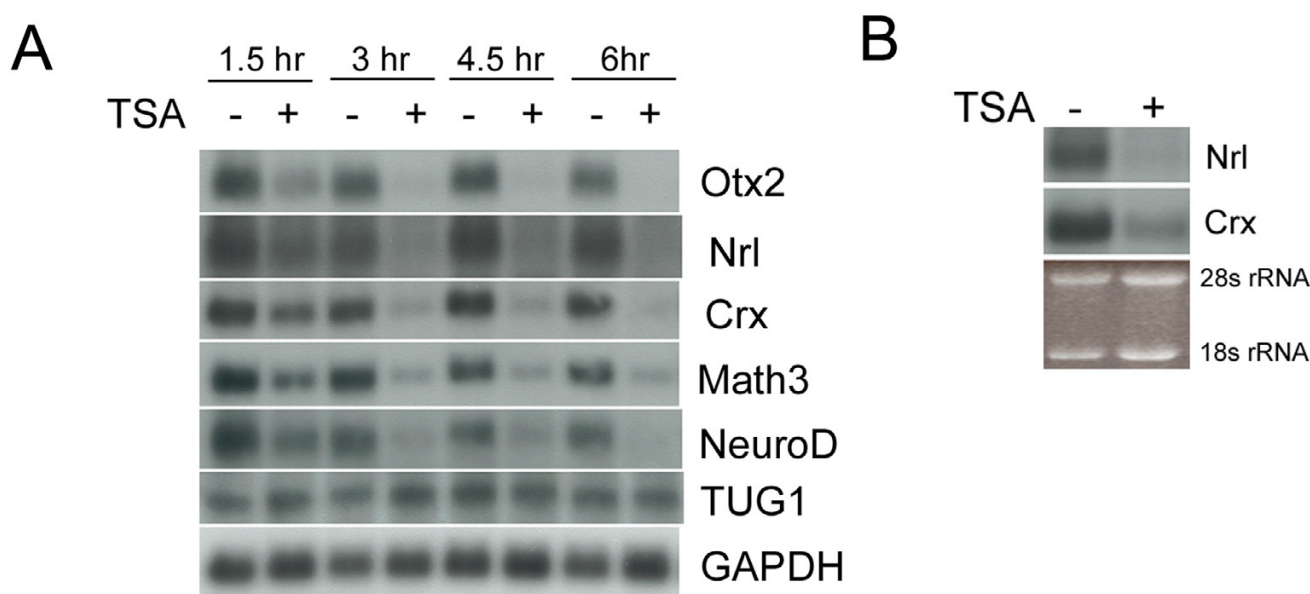 A
1.5 hr 3 hr 4.5 hr 6hr
TSA - + - + - + - +
Otx2
Nrl
Crx
Math3
NeuroD
TUG1
GAPDH
B
TSA - +
Nrl
Crx
28s rRNA
18s rRNA